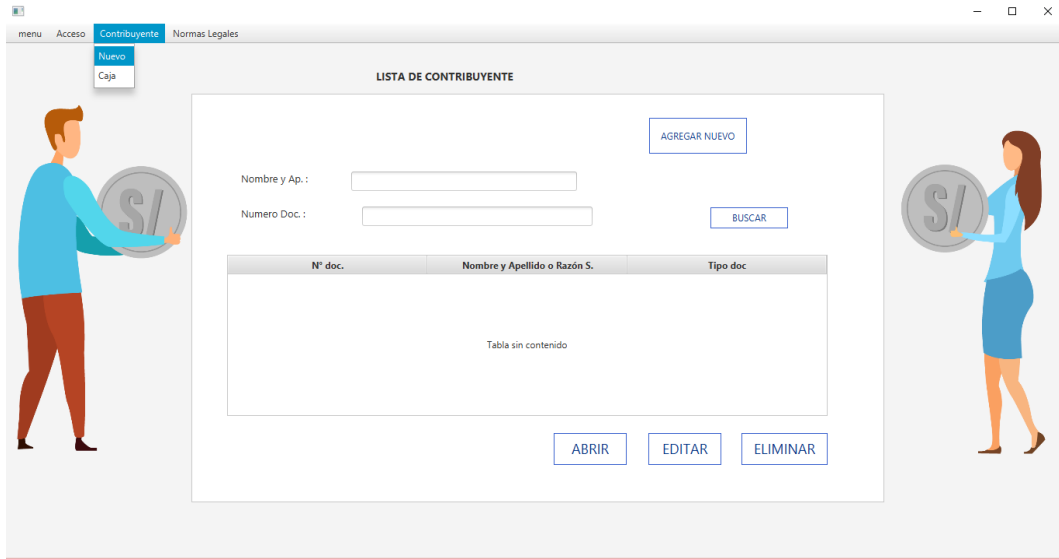 menu Acceso Contribuyente Normas Legales
Nuevo
Caja
LISTA DE CONTRIBUYENTE
AGREGAR NUEVO
Nombre y Ap. :
Numero Doc. :
BUSCAR
N° doc. Nombre y Apellido o Razón S. Tipo doc
Tabla sin contenido
ABRIR EDITAR ELIMINAR
S/
S/